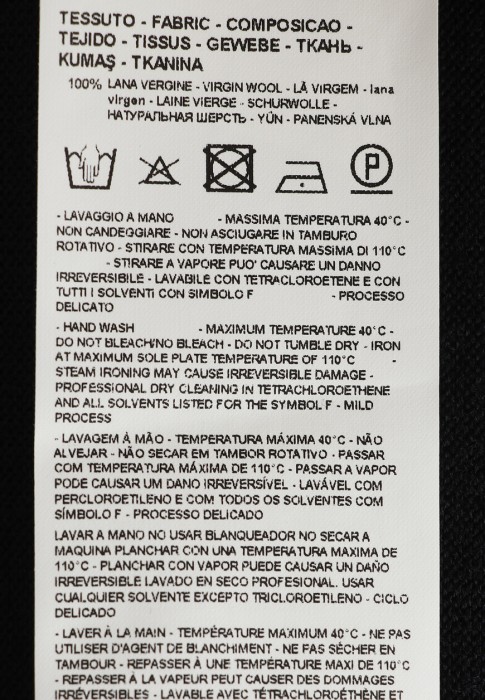 TESSUTO - FABRIC - COMPOSICAO -
TEJIDO - TISSUS - GEWEBE - ТКАНЬ -
KUMAŞ - TKANINA
100% LANA VERGINE - VIRGIN WOOL - LÀ VIRGEM - lana
virgen - LAINE VIERGE - SCHURWOLLE -
НАТУРАЛЬНАЯ ШЕРСТЬ - YÜN - PANENSKÁ VLNA
P
- LAVAGGIO A MANO - MASSIMA TEMPERATURA 40°C -
NON CANDEGGIARE - NON ASCIUGARE IN TAMBURO
ROTATIVO - STIRARE CON TEMPERATURA MASSIMA DI 110°C
- STIRARE A VAPORE PUO' CAUSARE UN DANNO
IRREVERSIBILE - LAVABILE CON TETRACLOROETENE E CON
TUTTI I SOLVENTI CON SIMBOLO F - PROCESSO
DELICATO
- HAND WASH - MAXIMUM TEMPERATURE 40°C -
DO NOT BLEACH/NO BLEACH - DO NOT TUMBLE DRY - IRON
AT MAXIMUM SOLE PLATE TEMPERATURE OF 110°C -
STEAM IRONING MAY CAUSE IRREVERSIBLE DAMAGE -
PROFESSIONAL DRY CLEANING IN TETRACHLOROETHENE
AND ALL SOLVENTS LISTED FOR THE SYMBOL F - MILD
PROCESS
- LAVAGEM À MÃO - TEMPERATURA MÁXIMA 40°C - NÃO
ALVEJAR - NÃO SECAR EM TAMBOR ROTATIVO - PASSAR
COM TEMPERATURA MÁXIMA DE 110°C - PASSAR A VAPOR
PODE CAUSAR UM DANO IRREVERSÍVEL - LAVÁVEL COM
PERCLOROETILENO E COM TODOS OS SOLVENTES COM
SÍMBOLO F - PROCESSO DELICADO
LAVAR A MANO NO USAR BLANQUEADOR NO SECAR A
MAQUINA PLANCHAR CON UNA TEMPERATURA MAXIMA DE
110°C - PLANCHAR CON VAPOR PUEDE CAUSAR UN DAÑO
IRREVERSIBLE LAVADO EN SECO PROFESIONAL. USAR
CUALQUIER SOLVENTE EXCEPTO TRICLOROETILENO - CICLO
DELICADO
- LAVER À LA MAIN - TEMPÉRATURE MAXIMUM 40°C - NE PAS
UTILISER D'AGENT DE BLANCHIMENT - NE PAS SÉCHER EN
TAMBOUR - REPASSER À UNE TEMPÉRATURE MAXI DE 110°C
- REPASSER À LA VAPEUR PEUT CAUSER DES DOMMAGES
IRRÉVERSIBLES - LAVABLE AVEC TÉTRACHLOROÉTHÈNE ET